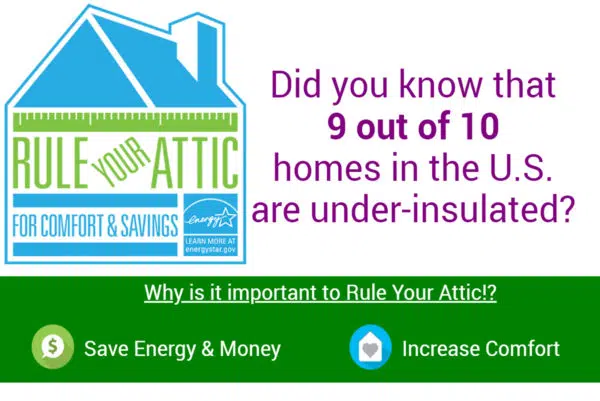 RULE YOUR ATTIC
FOR COMFORT & SAVINGS
energy
LEARN MORE AT
energystar.gov
Did you know that
9 out of 10
homes in the U.S.
are under-insulated?
Why is it important to Rule Your Attic!?
$
Save Energy & Money
Increase Comfort